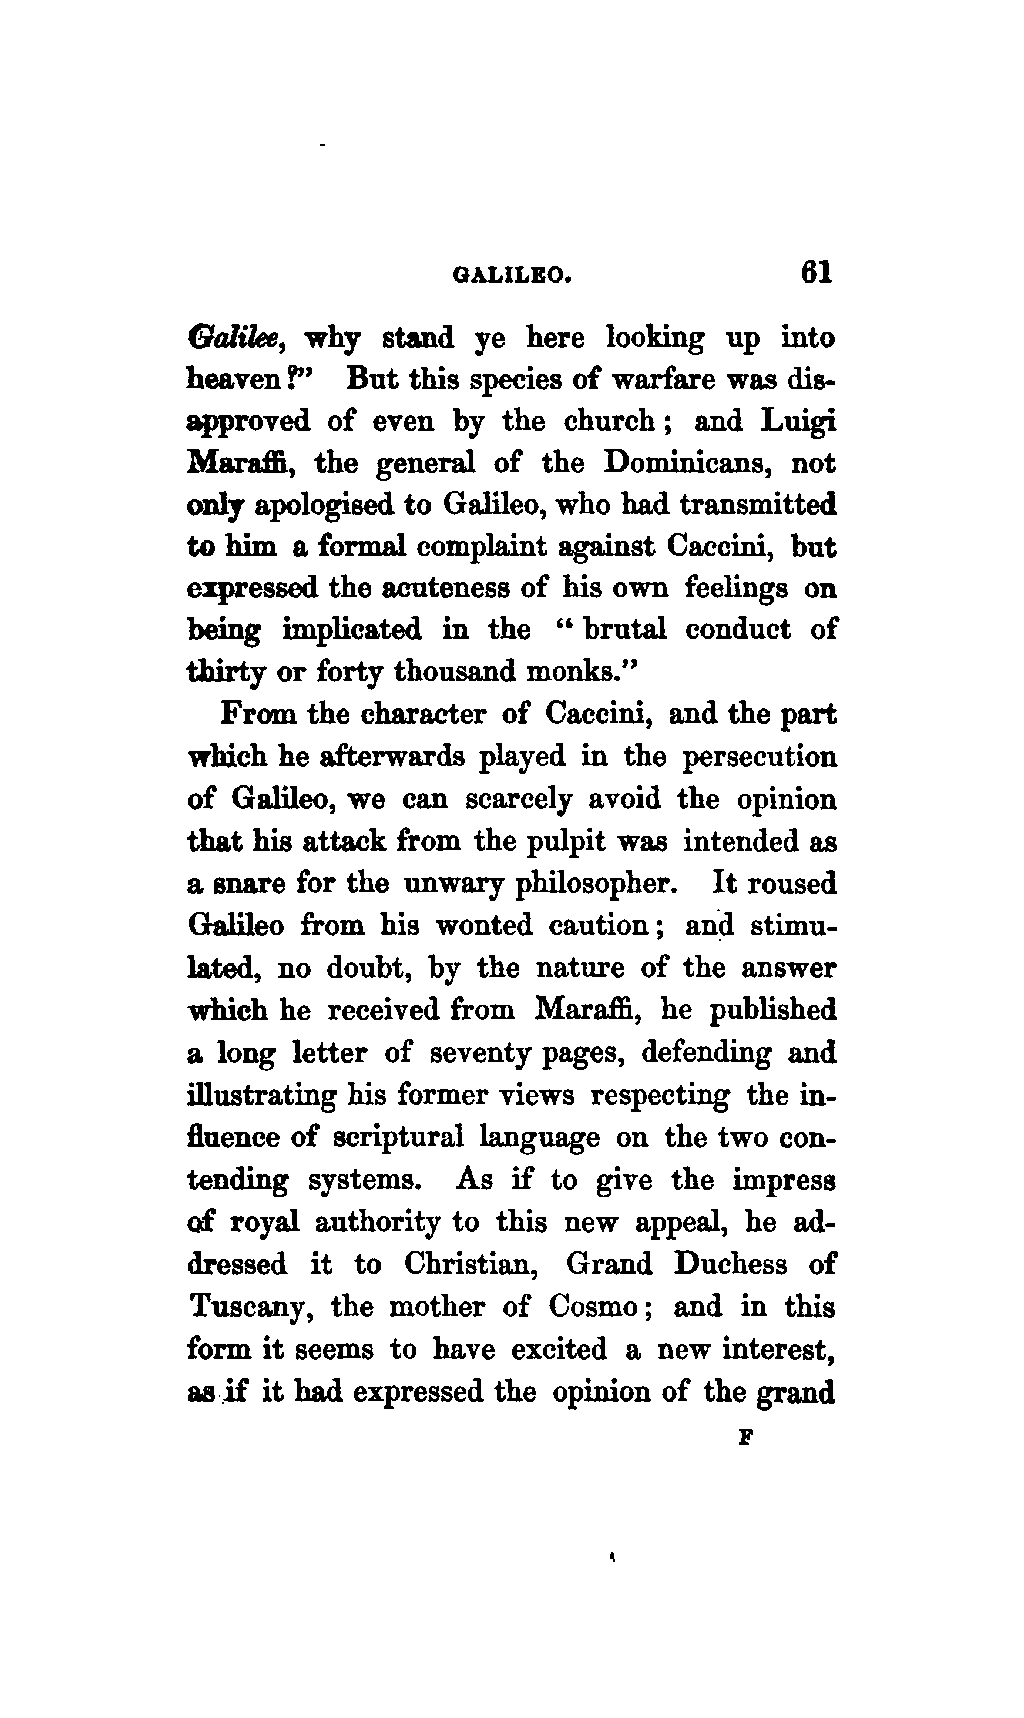 GALILEO. 61
Galilee, why stand ye here looking up into
heaven?” But this species of warfare was dis-
approved of even by the church; and Luigi
Maraffi, the general of the Dominicans, not
only apologised to Galileo, who had transmitted
to him a formal complaint against Caccini, but
expressed the acuteness of his own feelings on
being implicated in the “brutal conduct of
thirty or forty thousand monks.”
From the character of Caccini, and the part
which he afterwards played in the persecution
of Galileo, we can scarcely avoid the opinion
that his attack from the pulpit was intended as
a snare for the unwary philosopher. It roused
Galileo from his wonted caution; and stimu-
lated, no doubt, by the nature of the answer
which he received from Maraffi, he published
a long letter of seventy pages, defending and
illustrating his former views respecting the in-
fluence of scriptural language on the two con-
tending systems. As if to give the impress
of royal authority to this new appeal, he ad-
dressed it to Christian, Grand Duchess of
Tuscany, the mother of Cosmo; and in this
form it seems to have excited a new interest,
as if it had expressed the opinion of the grand
F